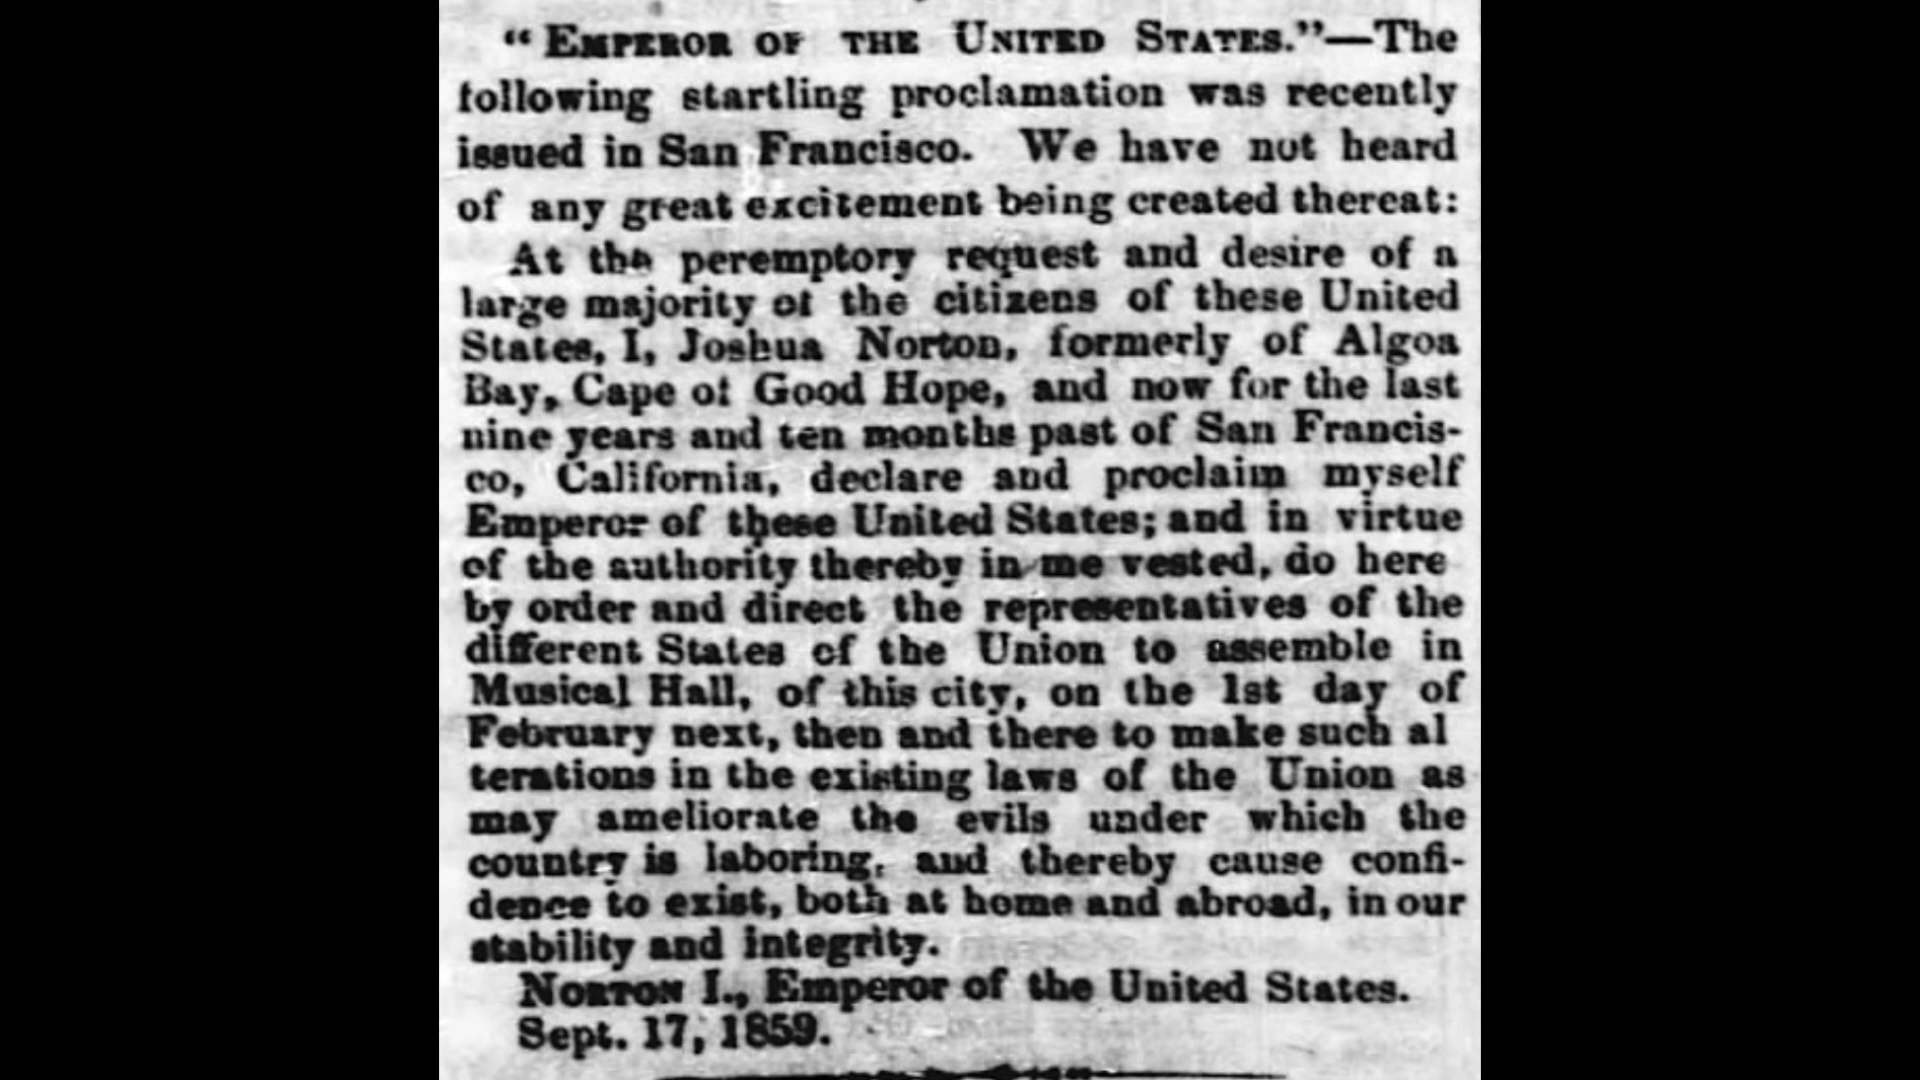 “EMPEROR OF THE UNITED STATES.”—The
following startling proclamation was recently
issued in San Francisco. We have not heard
of any great excitement being created thereat:
At the peremptory request and desire of a
large majority of the citizens of these United
States, I, Joshua Norton, formerly of Algoa
Bay, Cape of Good Hope, and now for the last
nine years and ten months past of San Francis-
co, California, declare and proclaim myself
Emperor of these United States; and in virtue
of the authority thereby in me vested, do here
by order and direct the representatives of the
different States of the Union to assemble in
Musical Hall, of this city, on the 1st day of
February next, then and there to make such al
terations in the existing laws of the Union as
may ameliorate the evils under which the
country is laboring, and thereby cause confi-
dence to exist, both at home and abroad, in our
stability and integrity.
NORTON I., Emperor of the United States.
Sept. 17, 1859.